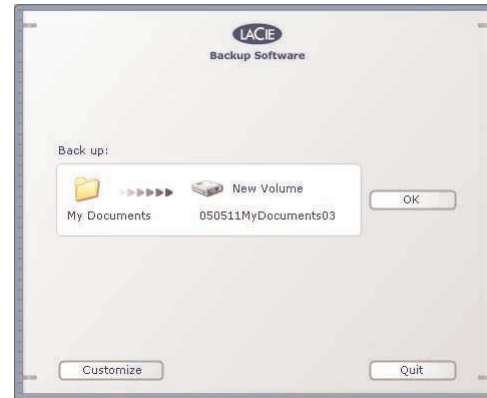 LACIE
Backup Software
Back up:
New Volume
My Documents 050511MyDocuments03
OK
Customize Quit